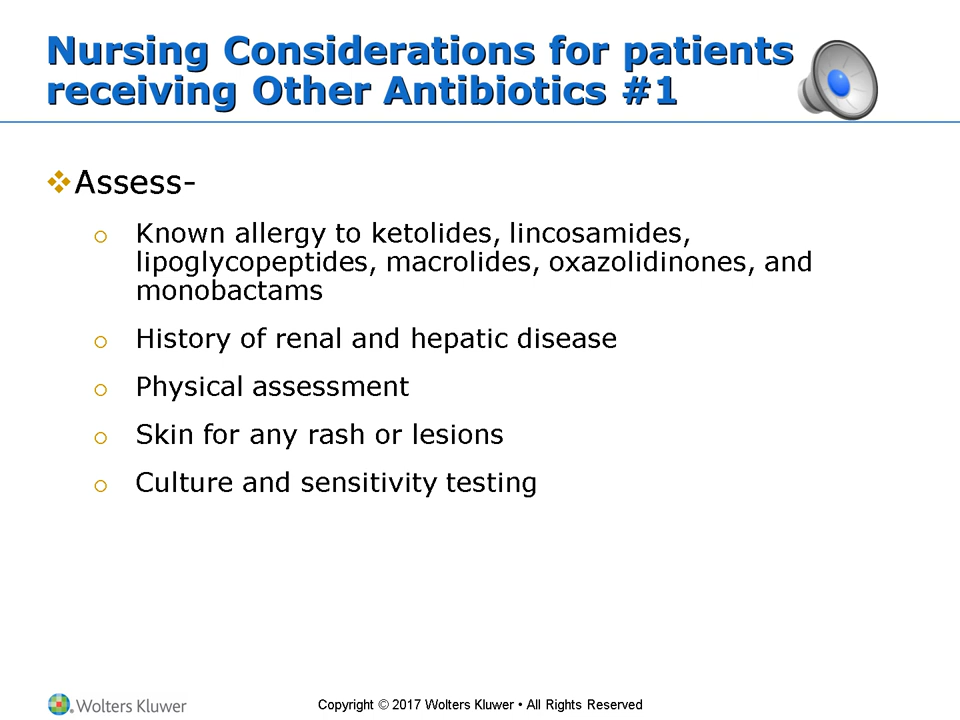 Nursing Considerations for patients
receiving Other Antibiotics #1
❖Assess-
o Known allergy to ketolides, lincosamides,
lipoglycopeptides, macrolides, oxazolidinones, and
monobactams
o History of renal and hepatic disease
o Physical assessment
o Skin for any rash or lesions
o Culture and sensitivity testing
Wolters Kluwer
Copyright © 2017 Wolters Kluwer • All Rights Reserved